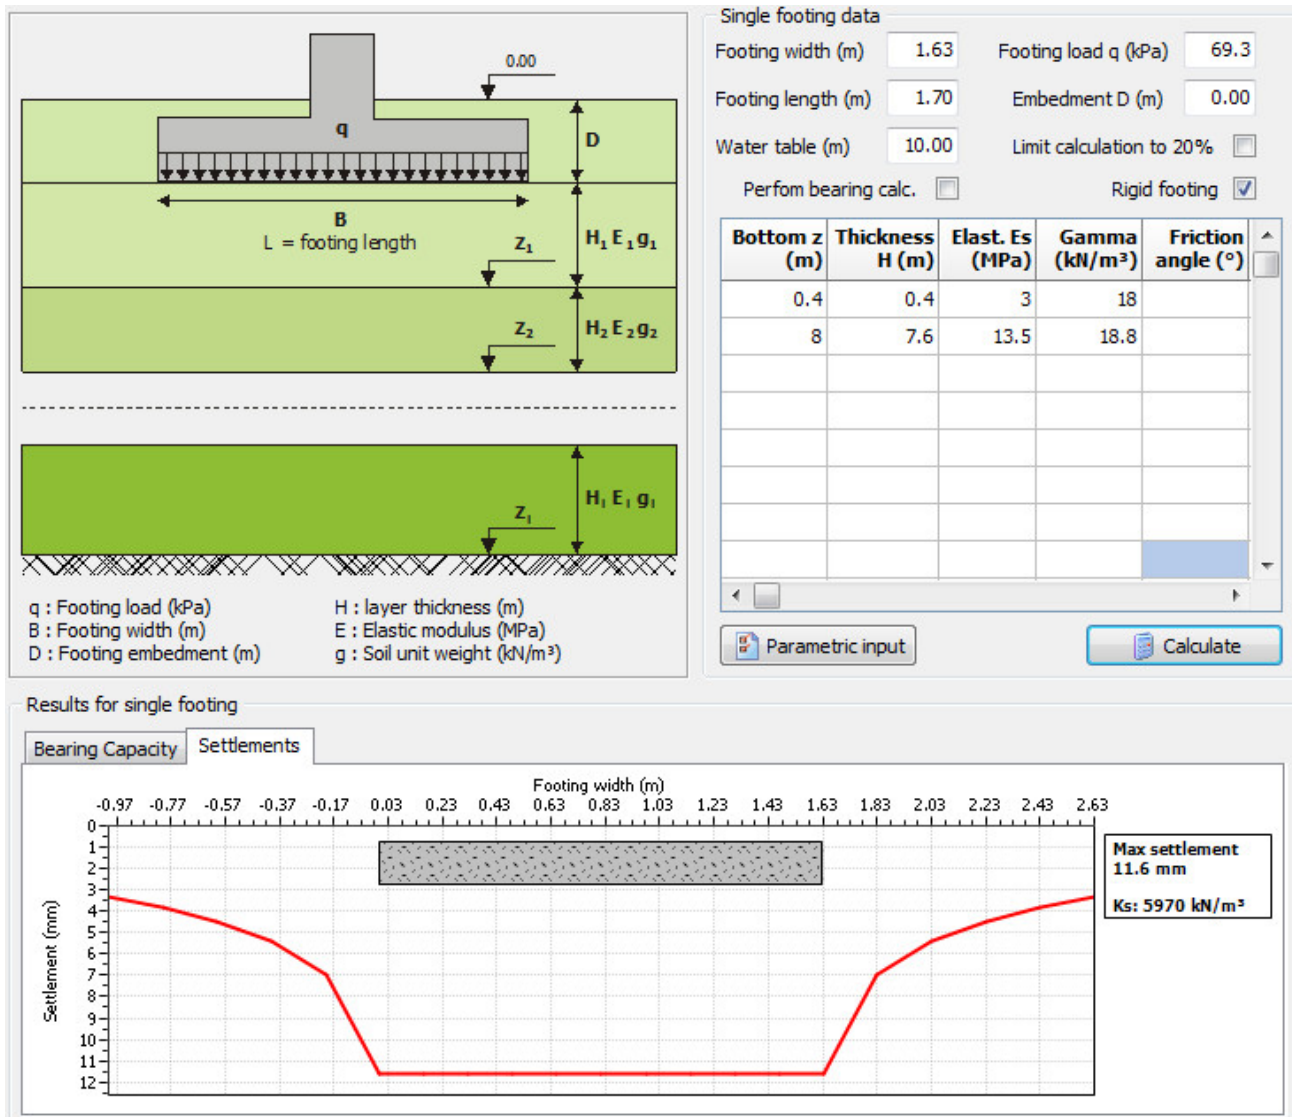 0.00
q
D
B
L = footing length
Z1
H1 E1 g1
Z2
H2 E2 g2
Zi
Hi Ei gi
q : Footing load (kPa)
B : Footing width (m)
D : Footing embedment (m)
H : layer thickness (m)
E : Elastic modulus (MPa)
g : Soil unit weight (kN/m³)
Single footing data
Footing width (m) 1.63 Footing load q (kPa) 69.3
Footing length (m) 1.70 Embedment D (m) 0.00
Water table (m) 10.00 Limit calculation to 20%
Perfom bearing calc. Rigid footing
Bottom z Thickness Elast. Es Gamma Friction
(m) H (m) (MPa) (kN/m³) angle (°)
0.4 0.4 3 18
8 7.6 13.5 18.8
Parametric input Calculate
Results for single footing
Bearing Capacity Settlements
Footing width (m)
-0.97 -0.77 -0.57 -0.37 -0.17 0.03 0.23 0.43 0.63 0.83 1.03 1.23 1.43 1.63 1.83 2.03 2.23 2.43 2.63
0
1
2
3
4
5
6
7
8
9
10
11
12
Settlement (mm)
Max settlement
11.6 mm
Ks: 5970 kN/m³